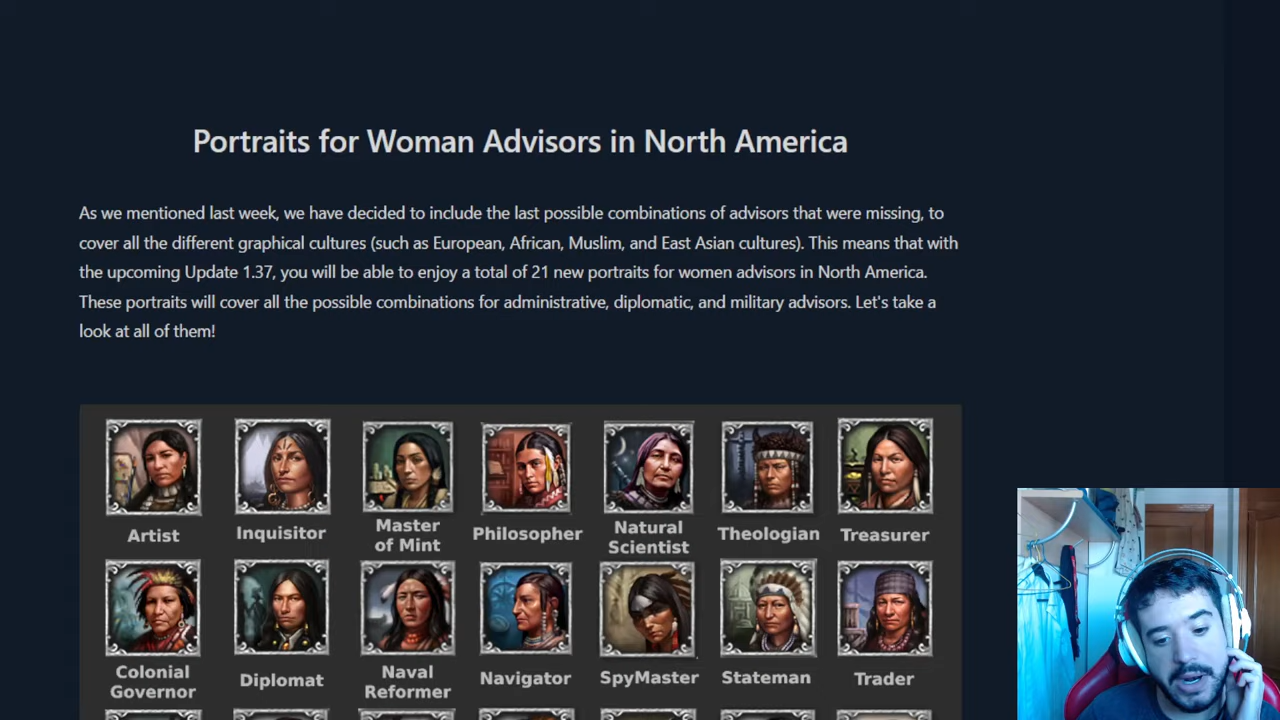 Portraits for Woman Advisors in North America
As we mentioned last week, we have decided to include the last possible combinations of advisors that were missing, to
cover all the different graphical cultures (such as European, African, Muslim, and East Asian cultures). This means that with
the upcoming Update 1.37, you will be able to enjoy a total of 21 new portraits for women advisors in North America.
These portraits will cover all the possible combinations for administrative, diplomatic, and military advisors. Let's take a
look at all of them!
Artist
Inquisitor
Master
of Mint
Philosopher
Natural
Scientist
Theologian
Treasurer
Colonial
Governor
Diplomat
Naval
Reformer
Navigator
SpyMaster
Stateman
Trader